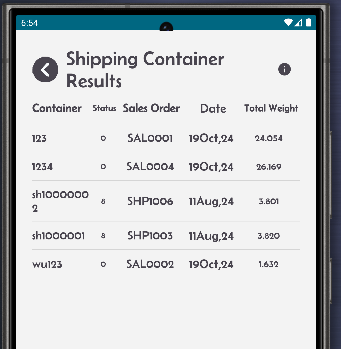 5:54
Shipping Container
Results
Container Status Sales Order Date Total Weight
123 0 SAL0001 19Oct,24 24.054
1234 0 SAL0004 19Oct,24 26.169
sh1000000
2 8 SHP1006 11Aug,24 3.801
sh1000001 8 SHP1003 11Aug,24 3.820
wu123 0 SAL0002 19Oct,24 1.632